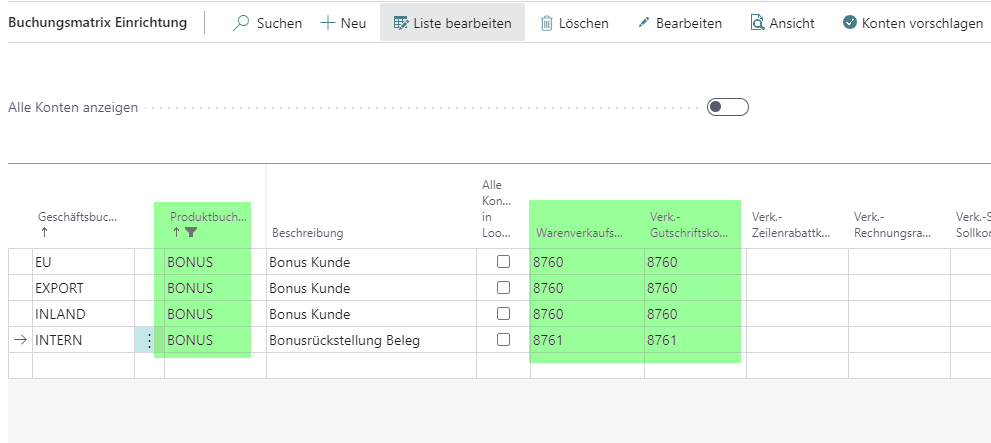 Buchungsmatrix Einrichtung Suchen Neu Liste bearbeiten Löschen Bearbeiten Ansicht Konten vorschlagen
Alle Konten anzeigen
Geschäftsbuc... ↑ Produktbuch... ↑ Beschreibung Alle Kon... in Loo... Warenverkaufs... Verk.- Gutschriftsko... Verk.- Zeilenrabattk... Verk.- Rechnungsra... Verk.-S Sollkor
EU BONUS Bonus Kunde 8760 8760
EXPORT BONUS Bonus Kunde 8760 8760
INLAND BONUS Bonus Kunde 8760 8760
→ INTERN BONUS Bonusrückstellung Beleg 8761 8761